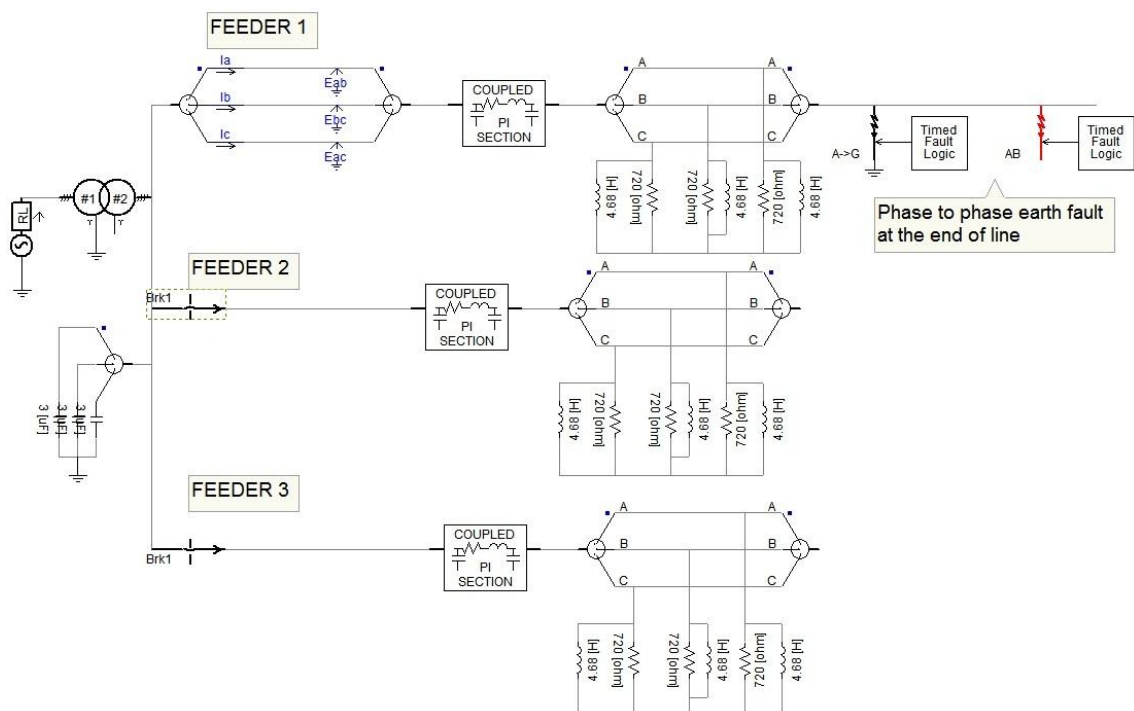 FEEDER 1
Ia
Ib
Ic
Eab
Ebc
Eac
COUPLED
PI
SECTION
A
B
C
A
B
C
4.68 [H]
720 [ohm]
720 [ohm]
4.68 [H]
720 [ohm]
4.68 [H]
A->G
Timed
Fault
Logic
AB
Timed
Fault
Logic
Phase to phase earth fault
at the end of line
RL
#1
#2
FEEDER 2
Brk1
COUPLED
PI
SECTION
A
B
C
A
B
C
4.68 [H]
720 [ohm]
720 [ohm]
4.68 [H]
720 [ohm]
4.68 [H]
3 [uF]
FEEDER 3
Brk1
COUPLED
PI
SECTION
A
B
C
A
B
C
4.68 [H]
720 [ohm]
720 [ohm]
4.68 [H]
720 [ohm]
4.68 [H]